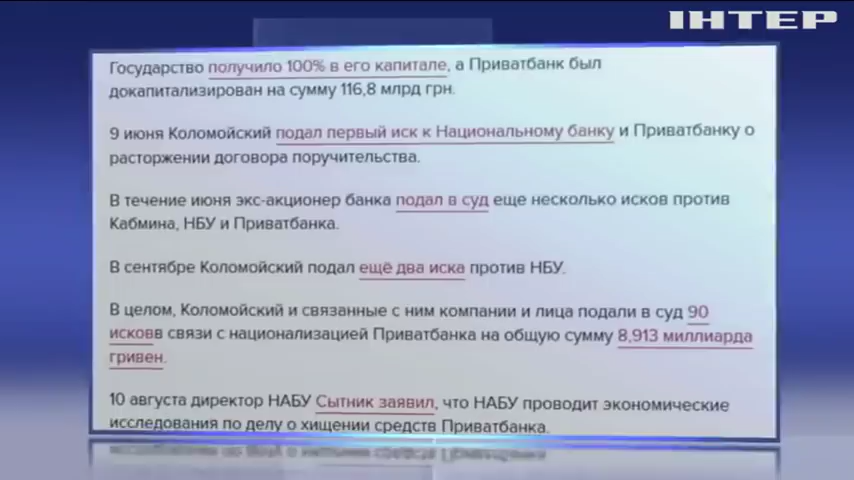 ІНТЕР
Государство получило 100% в его капитале, а Приватбанк был
докапитализирован на сумму 116,8 млрд грн.
9 июня Коломойский подал первый иск к Национальному банку и Приватбанку о
расторжении договора поручительства.
В течение июня экс-акционер банка подал в суд еще несколько исков против
Кабмина, НБУ и Приватбанка.
В сентябре Коломойский подал ещё два иска против НБУ.
В целом, Коломойский и связанные с ним компании и лица подали в суд 90
исковв связи с национализацией Приватбанка на общую сумму 8,913 миллиарда
гривен.
10 августа директор НАБУ Сытник заявил, что НАБУ проводит экономические
исследования по делу о хищении средств Приватбанка.